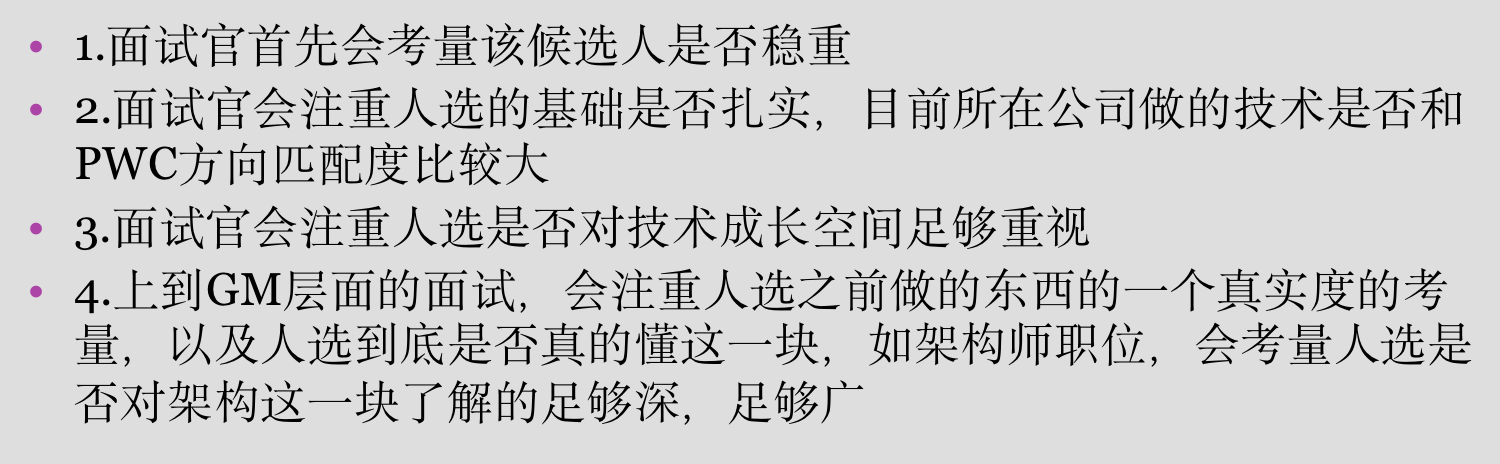 • 1.面试官首先会考量该候选人是否稳重
• 2.面试官会注重人选的基础是否扎实，目前所在公司做的技术是否和
PWC方向匹配度比较大
• 3.面试官会注重人选是否对技术成长空间足够重视
• 4.上到GM层面的面试，会注重人选之前做的东西的一个真实度的考
量，以及人选到底是否真的懂这一块，如架构师职位，会考量人选是
否对架构这一块了解的足够深，足够广